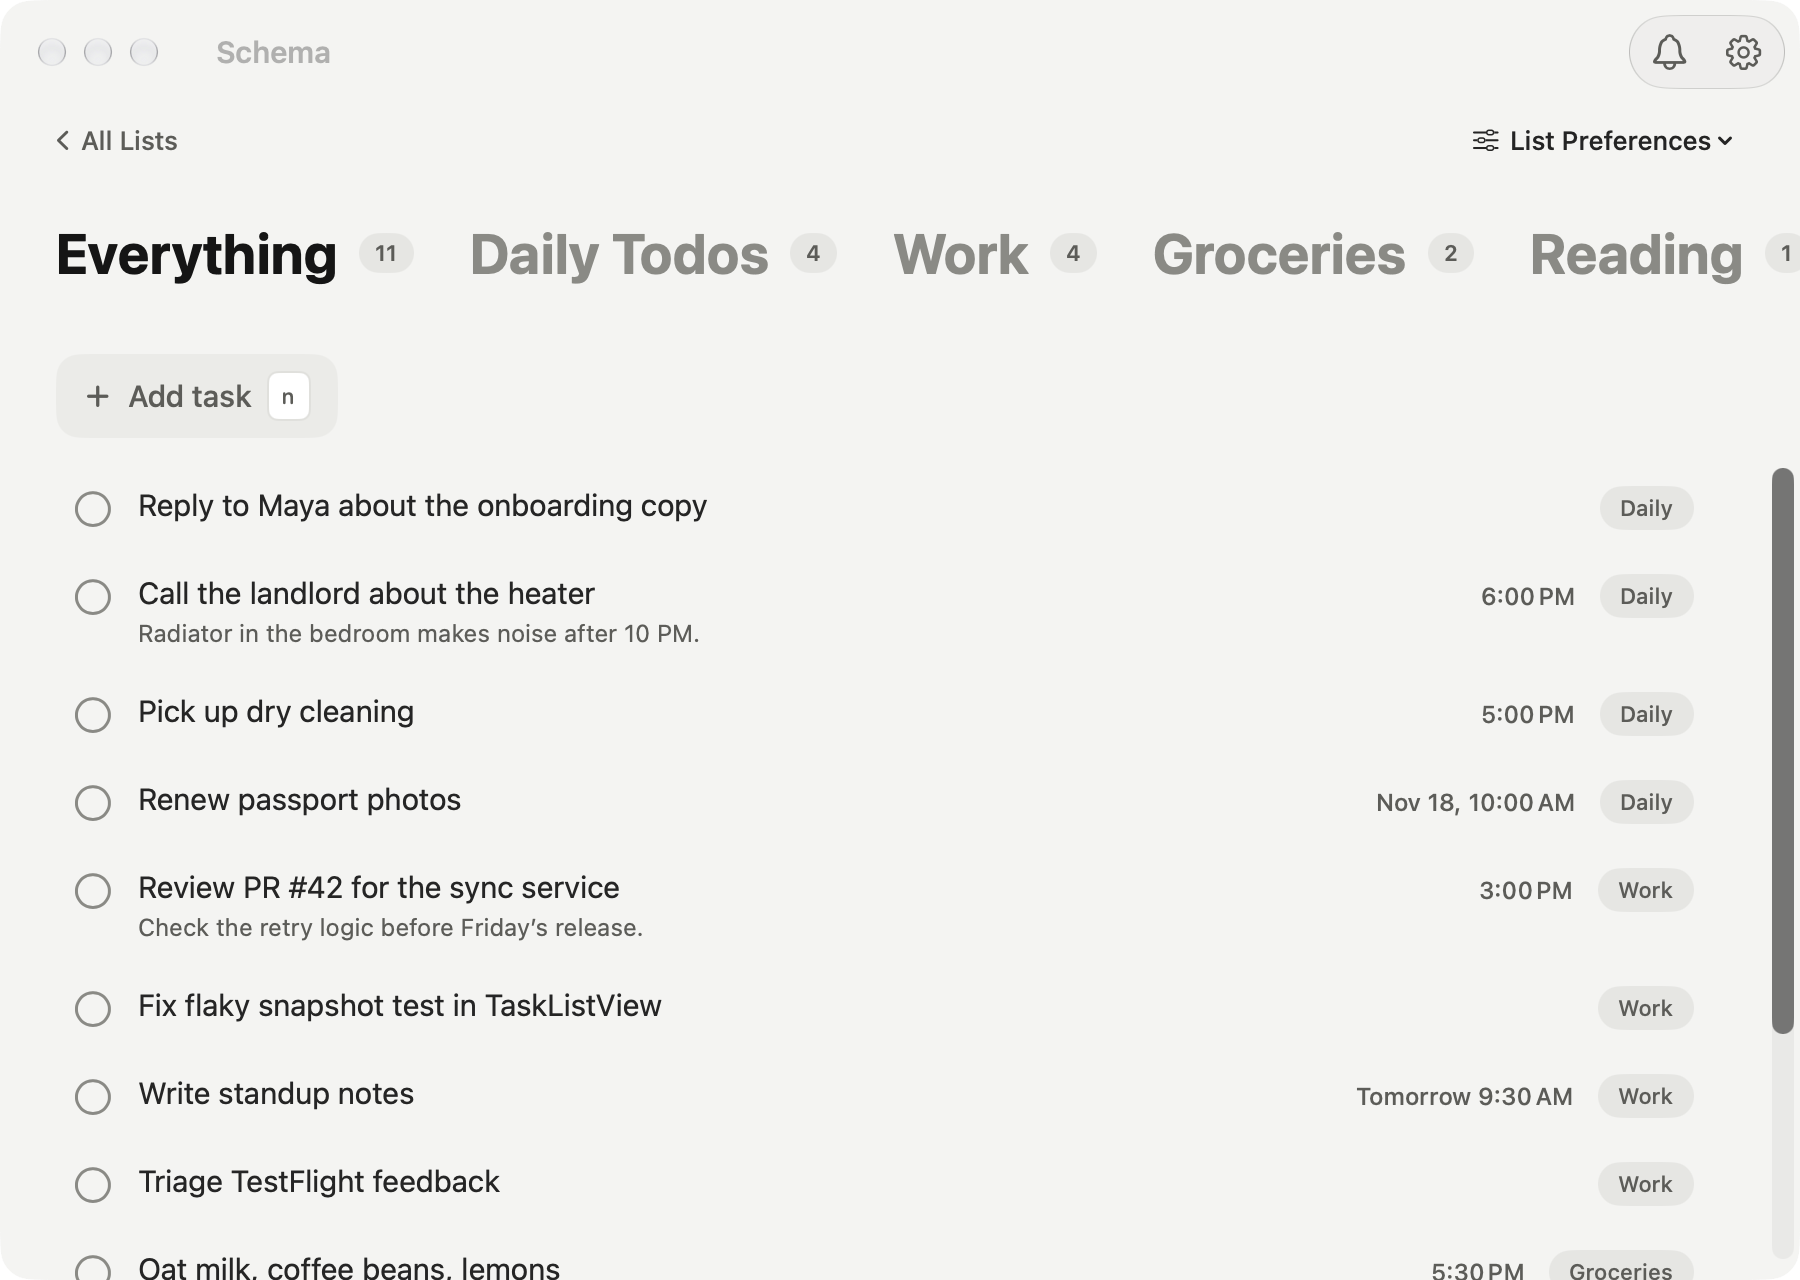 Schema
All Lists
List Preferences
Everything 11 Daily Todos 4 Work 4 Groceries 2 Reading 1
Add task n
Reply to Maya about the onboarding copy Daily
Call the landlord about the heater 6:00 PM Daily
Radiator in the bedroom makes noise after 10 PM.
Pick up dry cleaning 5:00 PM Daily
Renew passport photos Nov 18, 10:00 AM Daily
Review PR #42 for the sync service 3:00 PM Work
Check the retry logic before Friday’s release.
Fix flaky snapshot test in TaskListView Work
Write standup notes Tomorrow 9:30 AM Work
Triage TestFlight feedback Work
Oat milk, coffee beans, lemons 5:30 PM Groceries